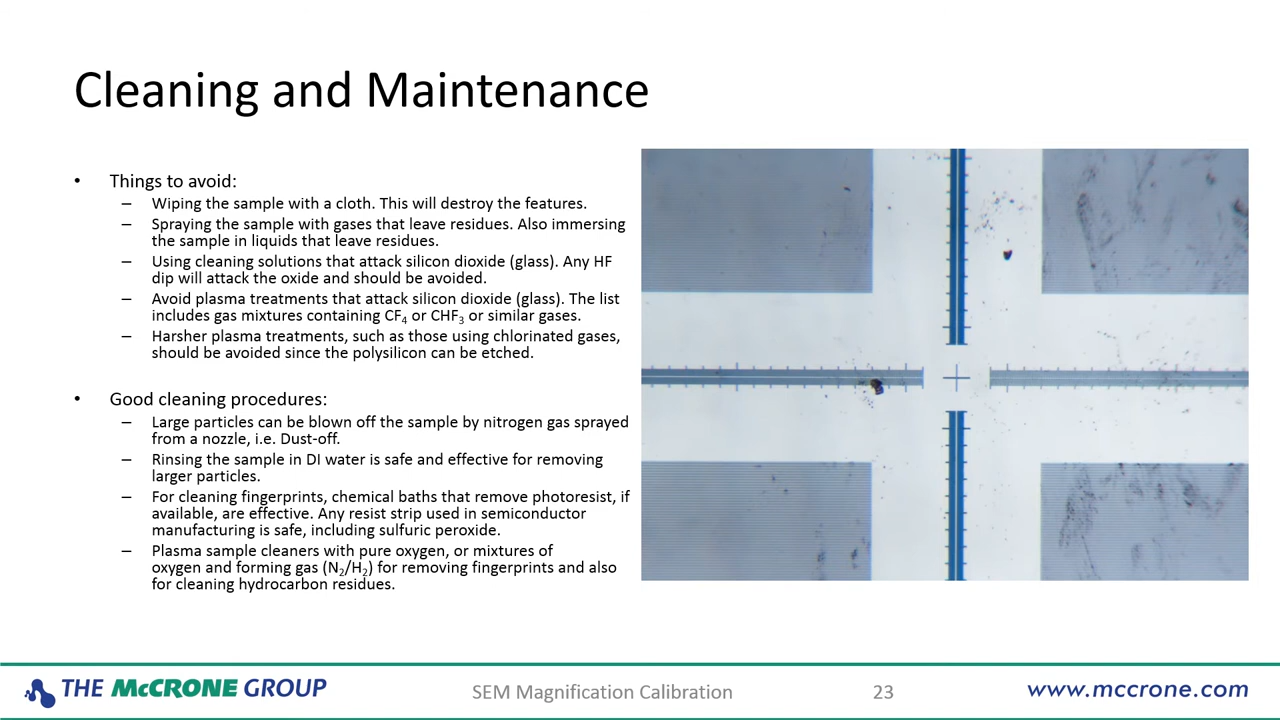 Cleaning and Maintenance
• Things to avoid:
– Wiping the sample with a cloth. This will destroy the features.
– Spraying the sample with gases that leave residues. Also immersing
the sample in liquids that leave residues.
– Using cleaning solutions that attack silicon dioxide (glass). Any HF
dip will attack the oxide and should be avoided.
– Avoid plasma treatments that attack silicon dioxide (glass). The list
includes gas mixtures containing CF₄ or CHF₃ or similar gases.
– Harsher plasma treatments, such as those using chlorinated gases,
should be avoided since the polysilicon can be etched.
• Good cleaning procedures:
– Large particles can be blown off the sample by nitrogen gas sprayed
from a nozzle, i.e. Dust-off.
– Rinsing the sample in DI water is safe and effective for removing
larger particles.
– For cleaning fingerprints, chemical baths that remove photoresist, if
available, are effective. Any resist strip used in semiconductor
manufacturing is safe, including sulfuric peroxide.
– Plasma sample cleaners with pure oxygen, or mixtures of
oxygen and forming gas (N₂/H₂) for removing fingerprints and also
for cleaning hydrocarbon residues.
THE McCRONE GROUP
SEM Magnification Calibration
23
www.mccrone.com